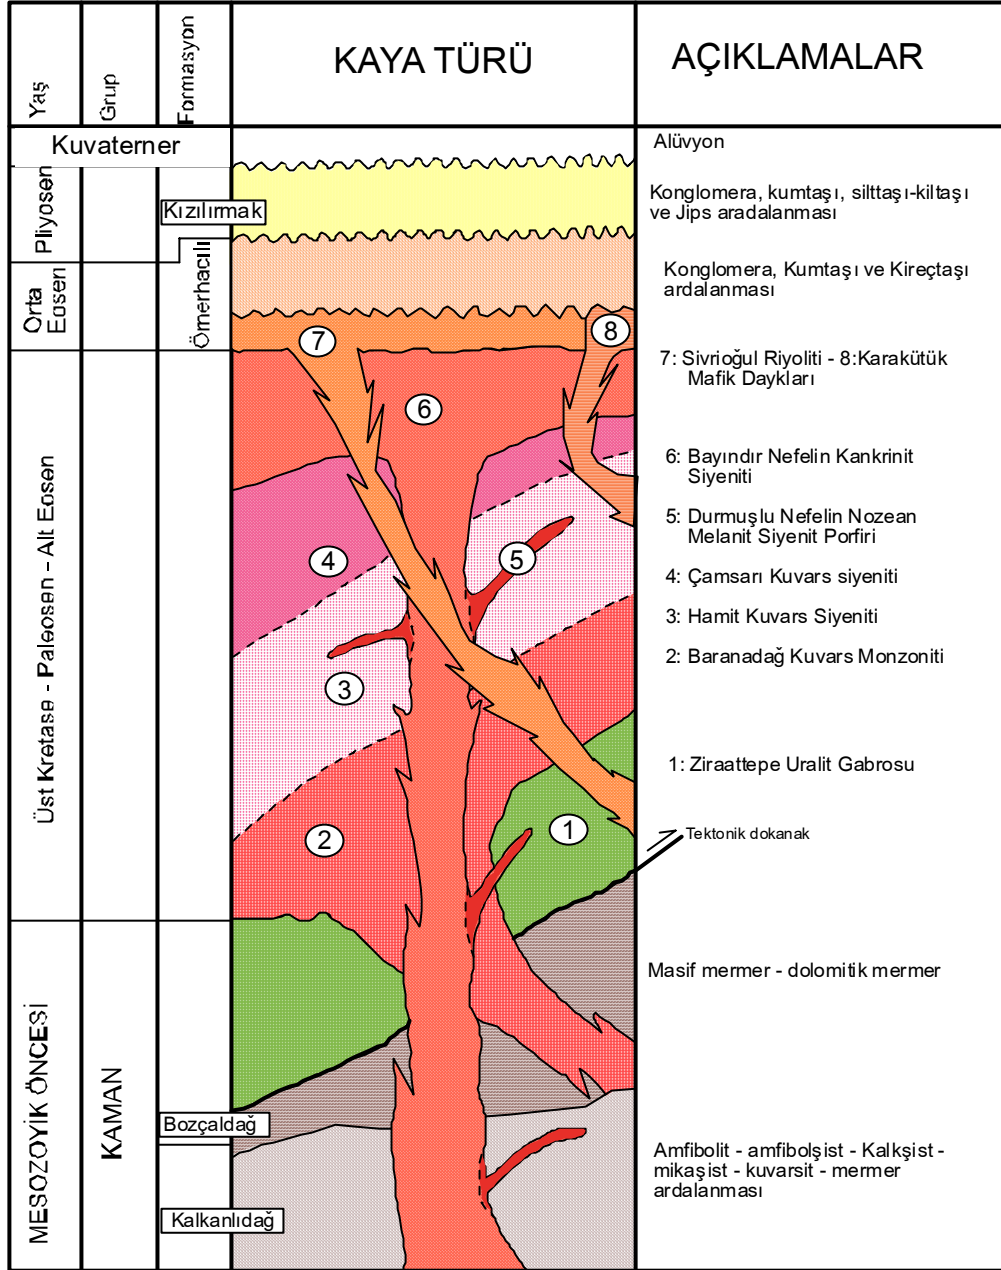 Yaş
Grup
Formasyon
KAYA TÜRÜ
AÇIKLAMALAR
Kuvaterner
Alüvyon
Pliyosen
Kızılırmak
Konglomera, kumtaşı, silttaşı-kiltaşı
ve Jips aradalanması
Orta
Eosen
Ömerhacılı
Konglomera, Kumtaşı ve Kireçtaşı
ardalanması
7
8
7: Sivrioğul Riyoliti - 8:Karakütük
Mafik Daykları
Üst Kretase - Paleosen - Alt Eosen
6
6: Bayındır Nefelin Kankrinit
Siyeniti
5
5: Durmuşlu Nefelin Nozean
Melanit Siyenit Porfiri
4
4: Çamsarı Kuvars siyeniti
3
3: Hamit Kuvars Siyeniti
2
2: Baranadağ Kuvars Monzoniti
1
1: Ziraattepe Uralit Gabrosu
Tektonik dokanak
MESOZOYİK ÖNCESİ
KAMAN
Masif mermer - dolomitik mermer
Bozçaldağ
Amfibolit - amfibolşist - Kalkşist -
mikaşist - kuvarsit - mermer
ardalanması
Kalkanlıdağ